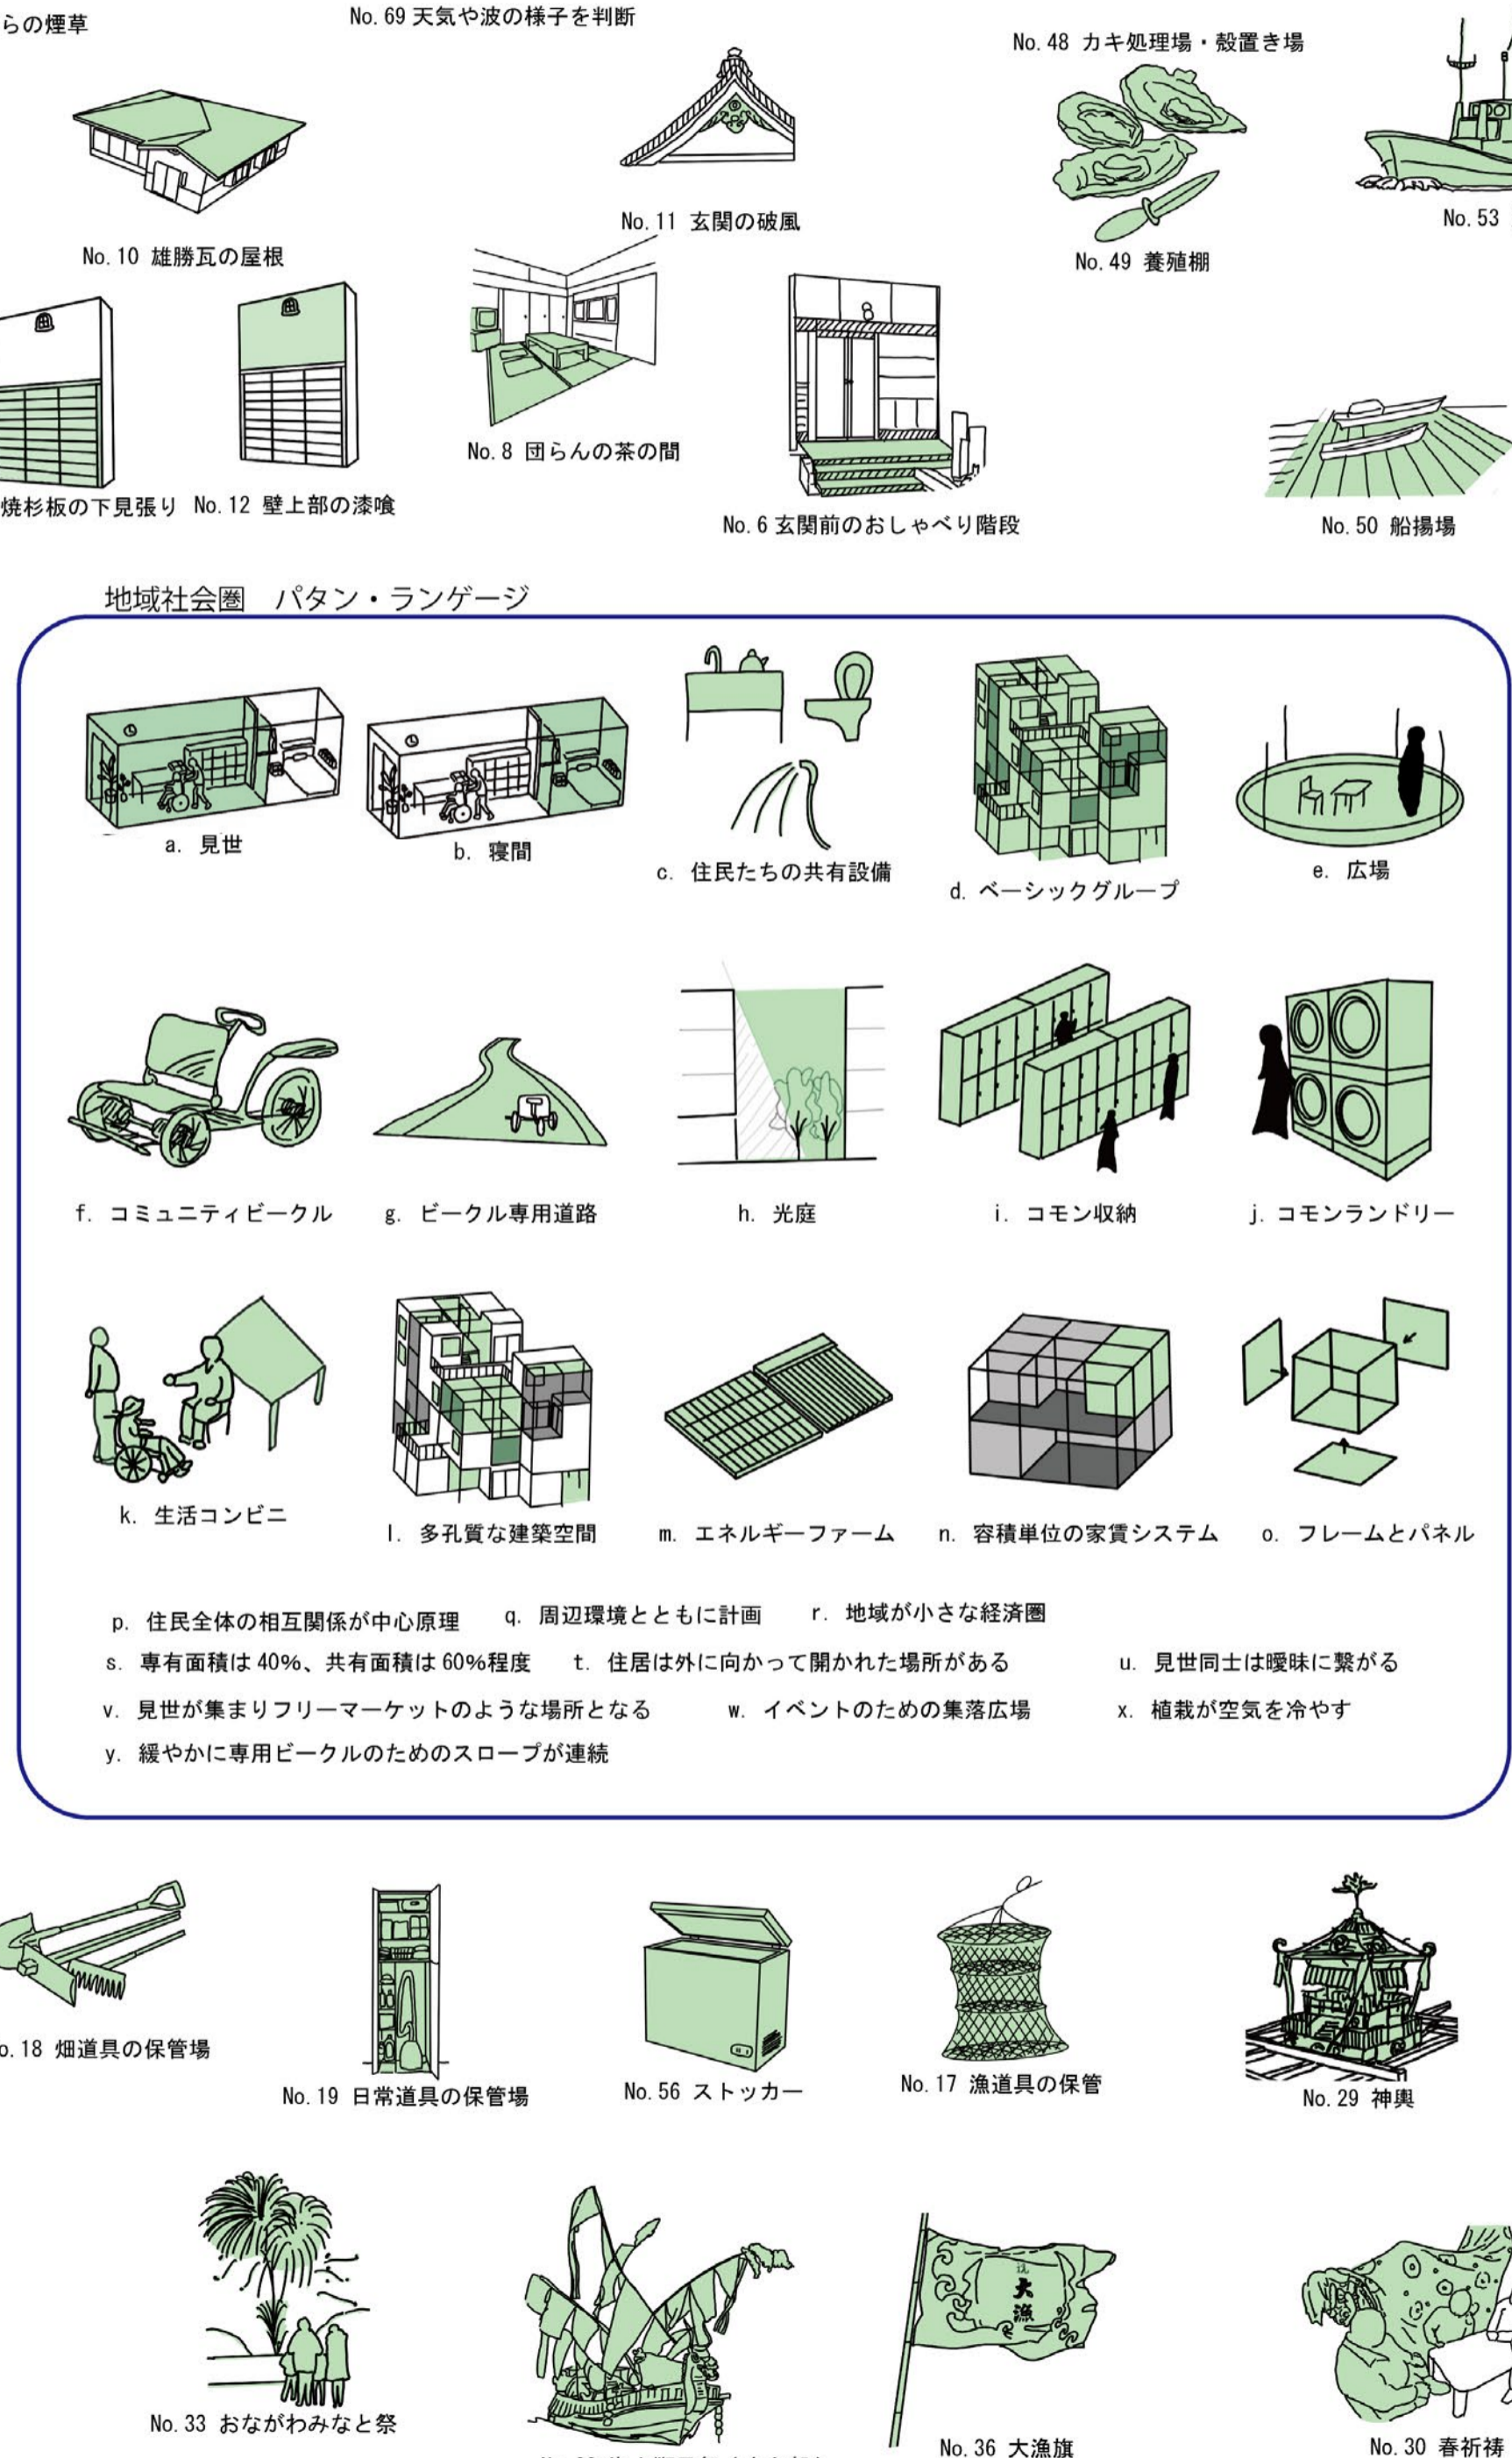 らの煙草
No.69 天気や波の様子を判断
No.48 カキ処理場・殻置き場
No.10 雄勝瓦の屋根
No.11 玄関の破風
No.49 養殖棚
No.53
焼杉板の下見張り
No.12 壁上部の漆喰
No.8 団らんの茶の間
No.6 玄関前のおしゃべり階段
No.50 船揚場
地域社会圏 パタン・ランゲージ
a. 見世
b. 寝間
c. 住民たちの共有設備
d. ベーシックグループ
e. 広場
f. コミュニティビークル
g. ビークル専用道路
h. 光庭
i. コモン収納
j. コモンランドリー
k. 生活コンビニ
l. 多孔質な建築空間
m. エネルギーファーム
n. 容積単位の家賃システム
o. フレームとパネル
p. 住民全体の相互関係が中心原理
q. 周辺環境とともに計画
r. 地域が小さな経済圏
s. 専有面積は40%、共有面積は60%程度
t. 住居は外に向かって開かれた場所がある
u. 見世同士は曖昧に繋がる
v. 見世が集まりフリーマーケットのような場所となる
w. イベントのための集落広場
x. 植栽が空気を冷やす
y. 緩やかに専用ビークルのためのスロープが連続
o.18 畑道具の保管場
No.19 日常道具の保管場
No.56 ストッカー
No.17 漁道具の保管
No.29 神輿
大漁
No.33 おながわみなと祭
No.36 大漁旗
No.30 春祈祷